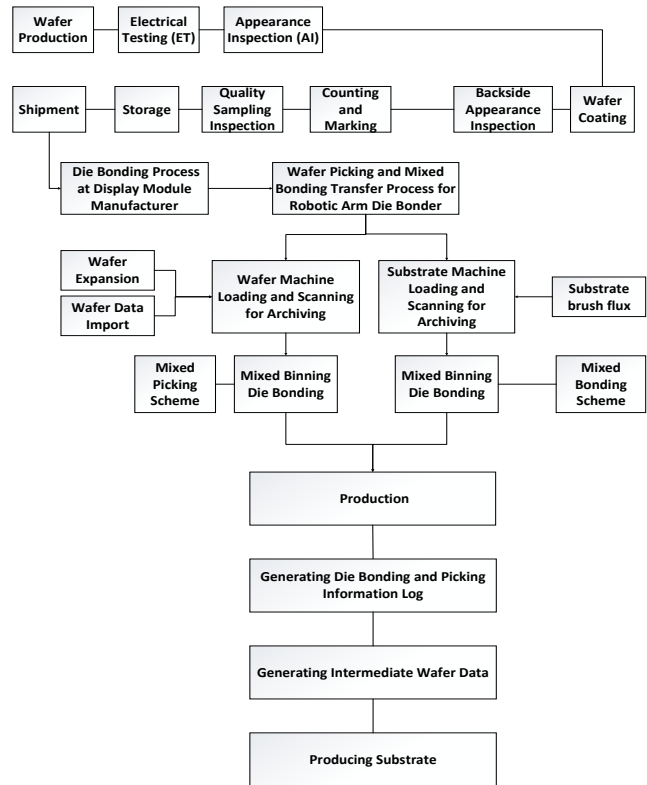 Wafer
Production
Electrical
Testing (ET)
Appearance
Inspection (AI)
Shipment
Storage
Quality
Sampling
Inspection
Counting
and
Marking
Backside
Appearance
Inspection
Wafer
Coating
Die Bonding Process
at Display Module
Manufacturer
Wafer Picking and Mixed
Bonding Transfer Process for
Robotic Arm Die Bonder
Wafer
Expansion
Wafer Data
Import
Wafer Machine
Loading and Scanning
for Archiving
Substrate Machine
Loading and
Scanning for
Archiving
Substrate
brush flux
Mixed
Picking
Scheme
Mixed Binning
Die Bonding
Mixed Binning
Die Bonding
Mixed
Bonding
Scheme
Production
Generating Die Bonding and Picking
Information Log
Generating Intermediate Wafer Data
Producing Substrate